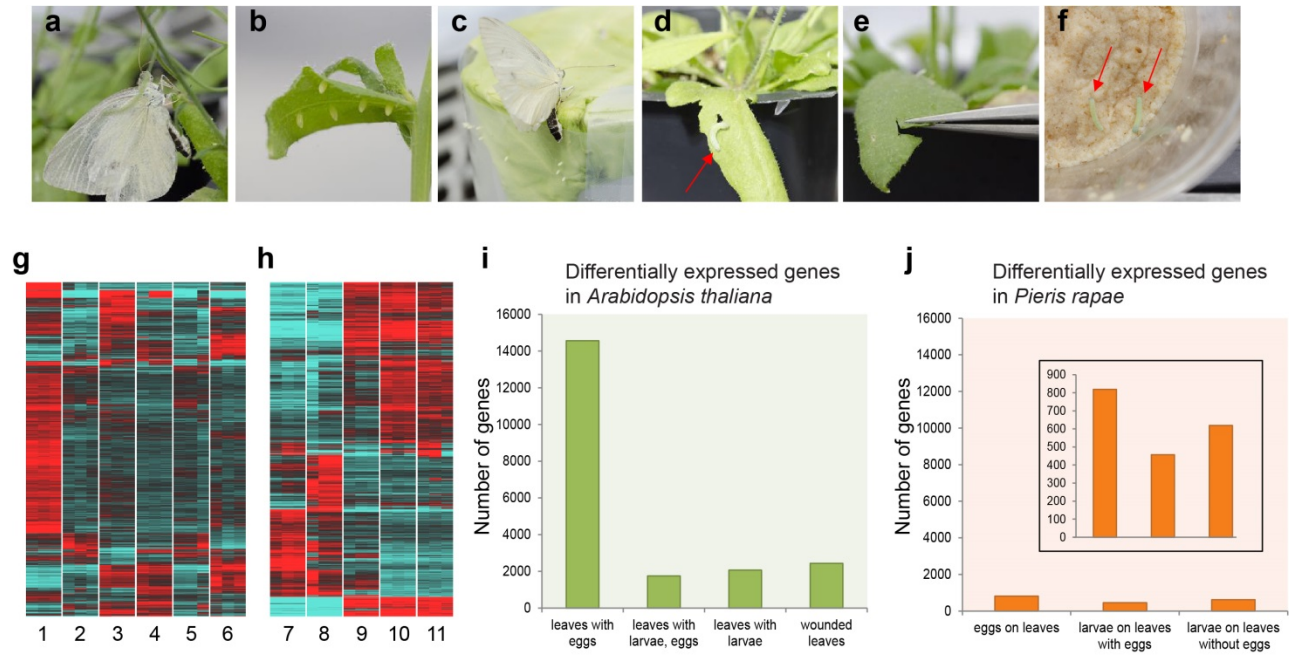 a
b
c
d
e
f
g
h
i
j
Differentially expressed genes
in Arabidopsis thaliana
Differentially expressed genes
in Pieris rapae
1 2 3 4 5 6
7 8 9 10 11
Number of genes
16000
14000
12000
10000
8000
6000
4000
2000
0
leaves with
eggs
leaves with
larvae, eggs
leaves with
larvae
wounded
leaves
Number of genes
16000
14000
12000
10000
8000
6000
4000
2000
0
900
800
700
600
500
400
300
200
100
0
eggs on leaves
larvae on leaves
with eggs
larvae on leaves
without eggs